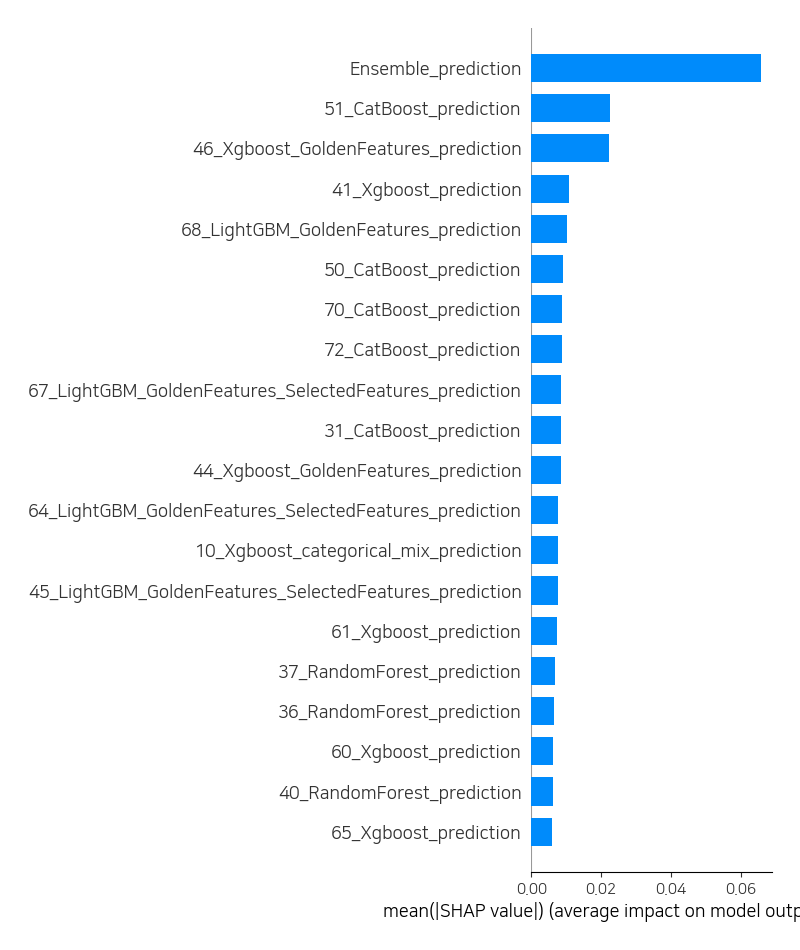 Ensemble_prediction
51_CatBoost_prediction
46_Xgboost_GoldenFeatures_prediction
41_Xgboost_prediction
68_LightGBM_GoldenFeatures_prediction
50_CatBoost_prediction
70_CatBoost_prediction
72_CatBoost_prediction
67_LightGBM_GoldenFeatures_SelectedFeatures_prediction
31_CatBoost_prediction
44_Xgboost_GoldenFeatures_prediction
64_LightGBM_GoldenFeatures_SelectedFeatures_prediction
10_Xgboost_categorical_mix_prediction
45_LightGBM_GoldenFeatures_SelectedFeatures_prediction
61_Xgboost_prediction
37_RandomForest_prediction
36_RandomForest_prediction
60_Xgboost_prediction
40_RandomForest_prediction
65_Xgboost_prediction
0.00 0.02 0.04 0.06
mean(|SHAP value|) (average impact on model outp